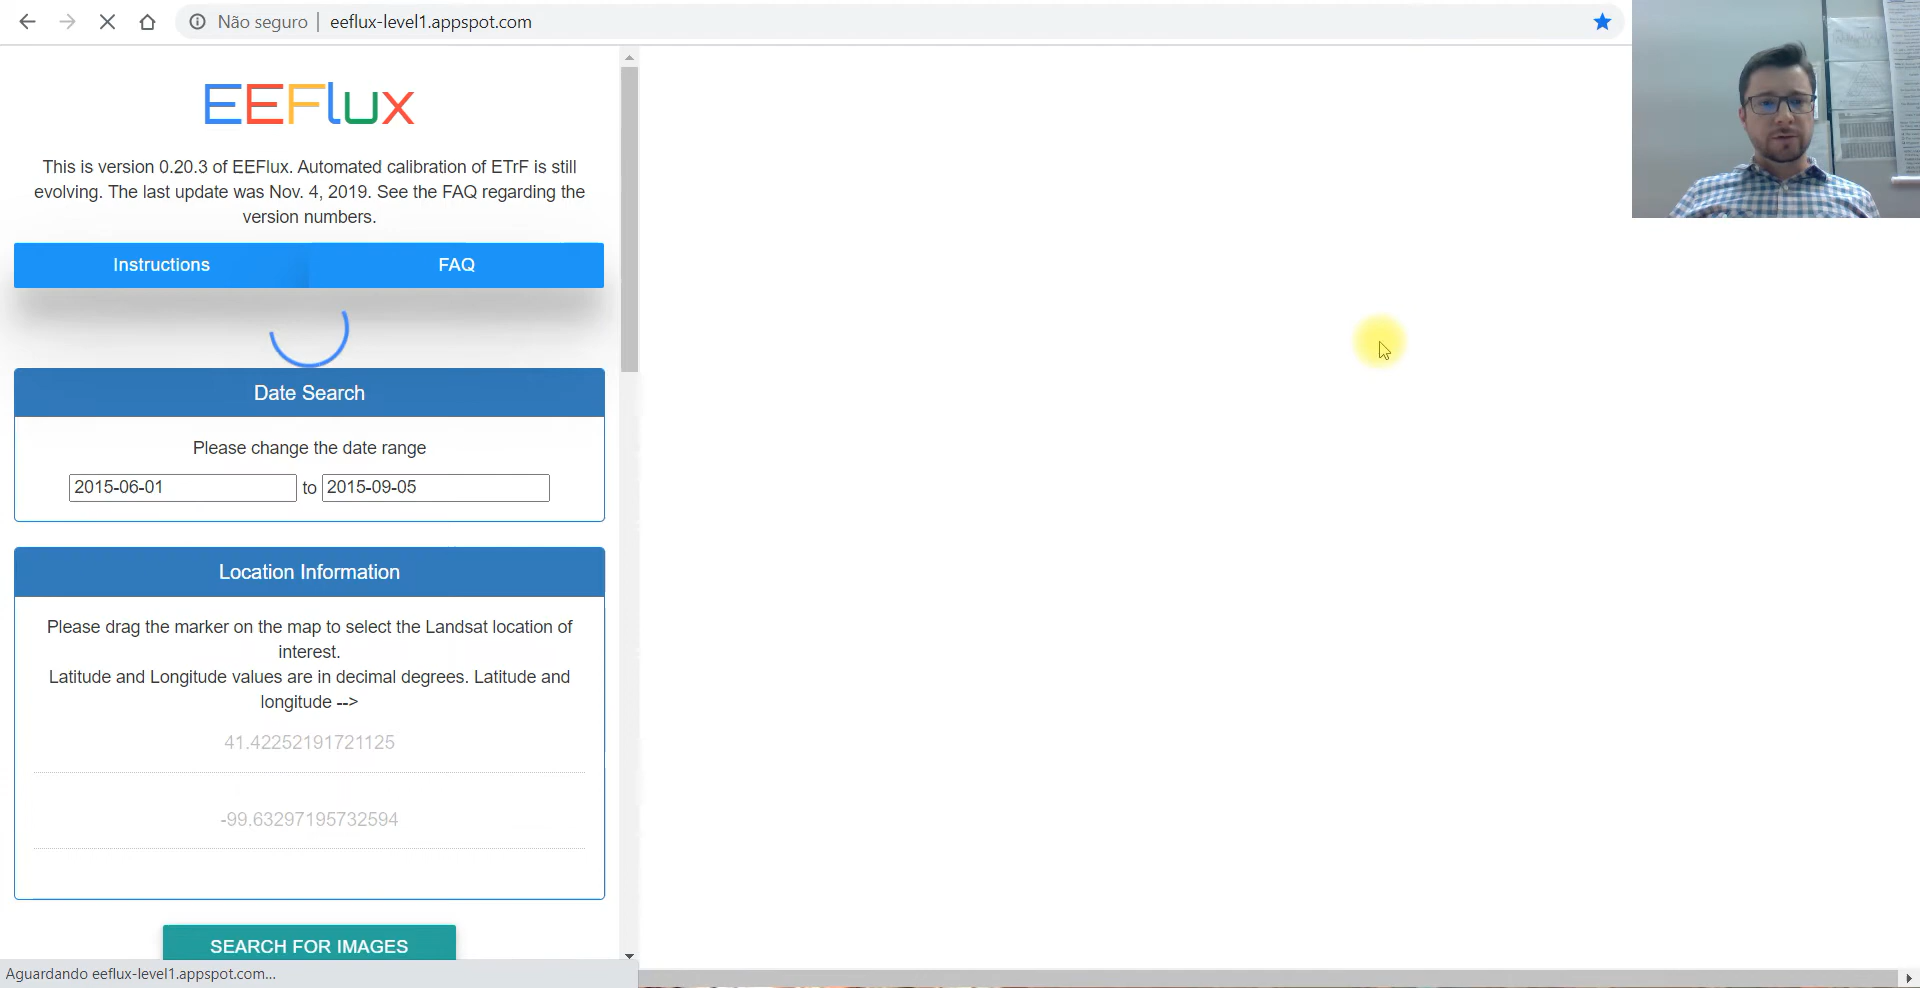 Não seguro | eeflux-level1.appspot.com
EEFlux
This is version 0.20.3 of EEFlux. Automated calibration of ETrF is still
evolving. The last update was Nov. 4, 2019. See the FAQ regarding the
version numbers.
Instructions FAQ
Date Search
Please change the date range
2015-06-01 to 2015-09-05
Location Information
Please drag the marker on the map to select the Landsat location of
interest.
Latitude and Longitude values are in decimal degrees. Latitude and
longitude -->
41.42252191721125
-99.63297195732594
SEARCH FOR IMAGES
Aguardando eeflux-level1.appspot.com...